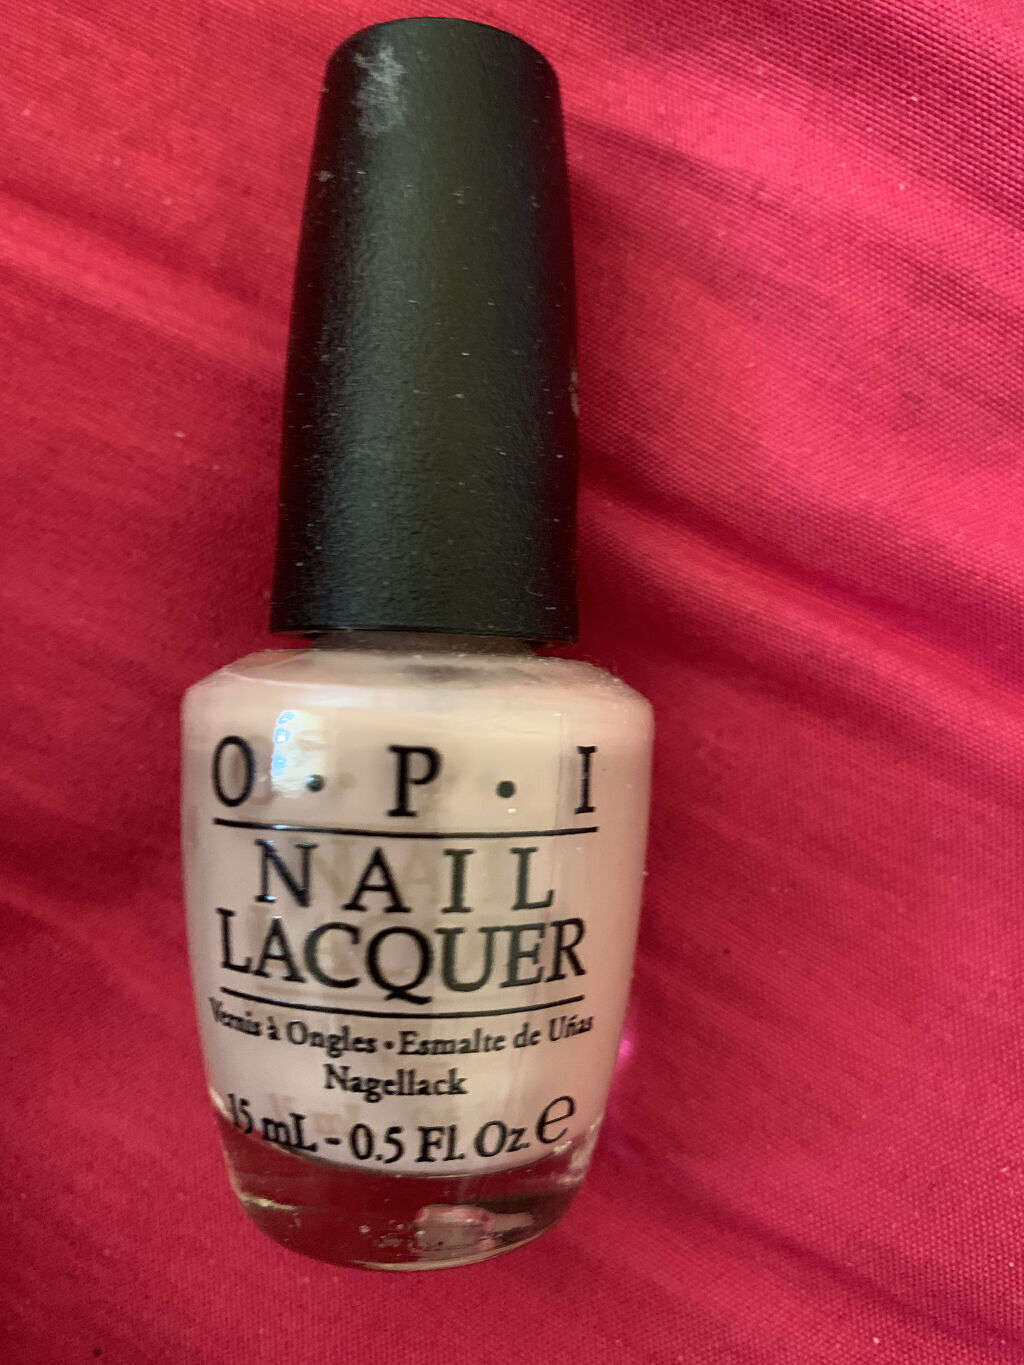 O·P·I
NAIL
LACQUER
Vernis à Ongles · Esmalte de Uñas
Nagellack
15 mL - 0.5 Fl. Oz. e